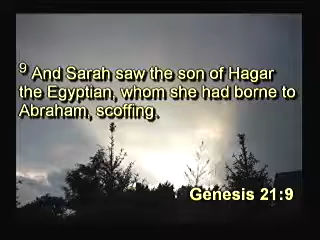 9 And Sarah saw the son of Hagar
the Egyptian, whom she had borne to
Abraham, scoffing.
Genesis 21:9